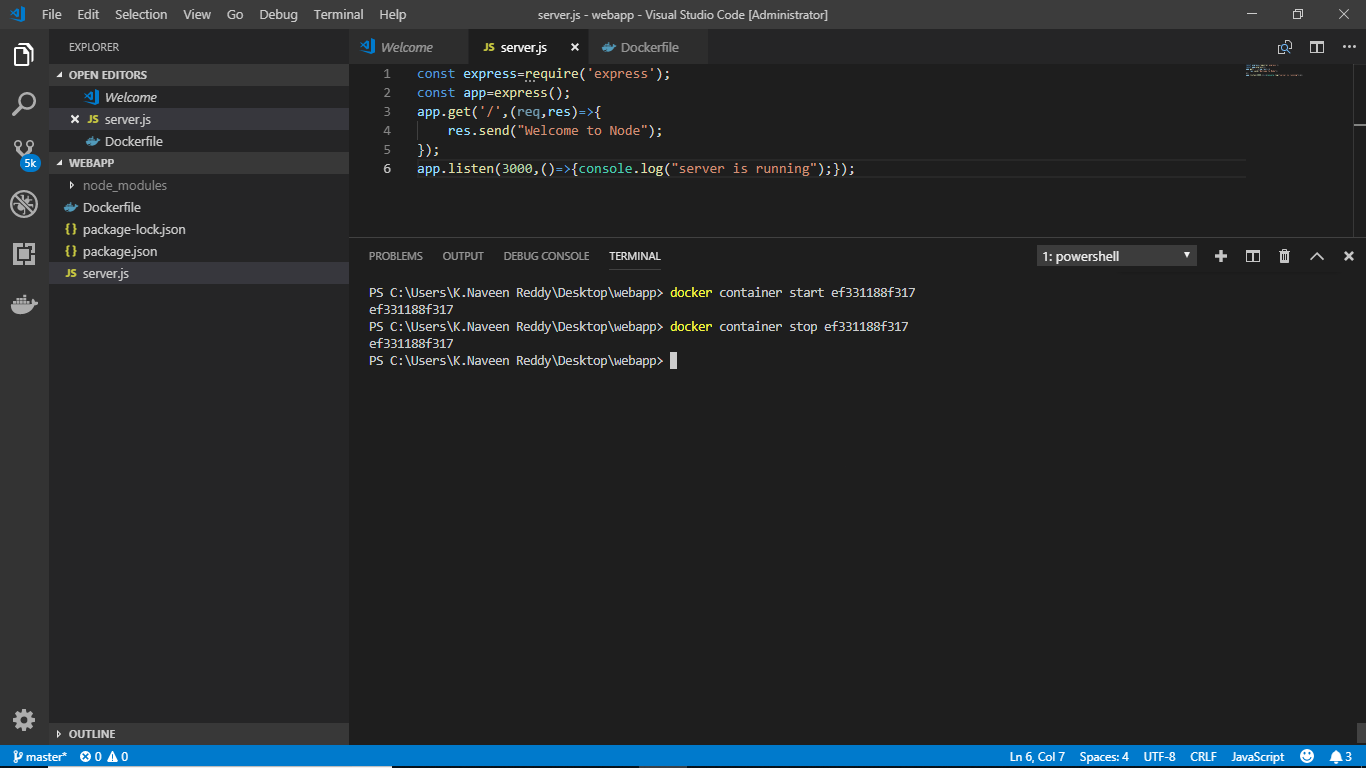 File Edit Selection View Go Debug Terminal Help server.js - webapp - Visual Studio Code [Administrator]
EXPLORER
OPEN EDITORS
Welcome
JS server.js
Dockerfile
WEBAPP
node_modules
Dockerfile
{} package-lock.json
{} package.json
JS server.js
OUTLINE
5k
Welcome JS server.js Dockerfile
1 const express=require('express');
2 const app=express();
3 app.get('/',(req,res)=>{
4 res.send("Welcome to Node");
5 });
6 app.listen(3000,()=>{console.log("server is running");});
PROBLEMS OUTPUT DEBUG CONSOLE TERMINAL 1: powershell
PS C:\Users\K.Naveen Reddy\Desktop\webapp> docker container start ef331188f317
ef331188f317
PS C:\Users\K.Naveen Reddy\Desktop\webapp> docker container stop ef331188f317
ef331188f317
PS C:\Users\K.Naveen Reddy\Desktop\webapp>
master* 0 0 Ln 6, Col 7 Spaces: 4 UTF-8 CRLF JavaScript 3